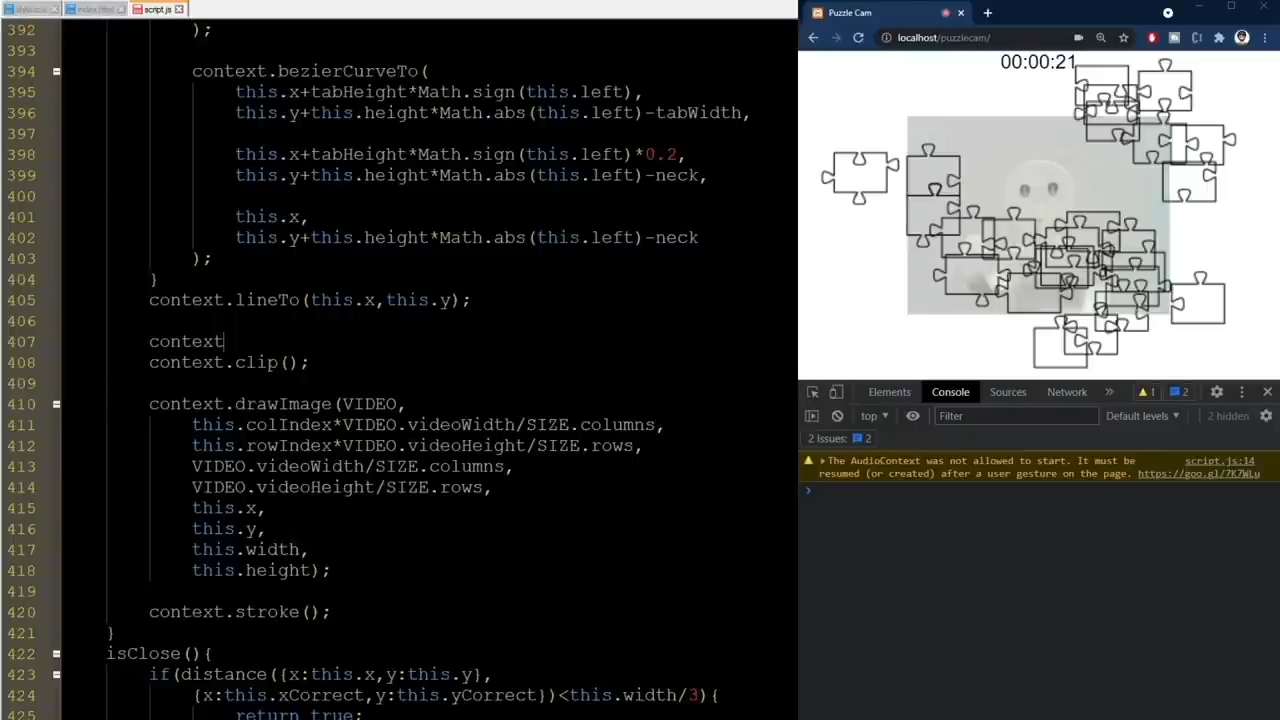 index.html
script.js
392 );
393
394 context.bezierCurveTo(
395 this.x+tabHeight*Math.sign(this.left),
396 this.y+this.height*Math.abs(this.left)-tabWidth,
397
398 this.x+tabHeight*Math.sign(this.left)*0.2,
399 this.y+this.height*Math.abs(this.left)-neck,
400
401 this.x,
402 this.y+this.height*Math.abs(this.left)-neck
403 );
404 }
405 context.lineTo(this.x,this.y);
406
407 context
408 context.clip();
409
410 context.drawImage(VIDEO,
411 this.colIndex*VIDEO.videoWidth/SIZE.columns,
412 this.rowIndex*VIDEO.videoHeight/SIZE.rows,
413 VIDEO.videoWidth/SIZE.columns,
414 VIDEO.videoHeight/SIZE.rows,
415 this.x,
416 this.y,
417 this.width,
418 this.height);
419
420 context.stroke();
421 }
422 isClose(){
423 if(distance({x:this.x,y:this.y},
424 {x:this.xCorrect,y:this.yCorrect})<this.width/3){
425 return true;
Puzzle Cam
localhost/puzzlecam/
00:00:21
Elements Console Sources Network » 1 2
top Filter Default levels 2 hidden
2 Issues: 2
The AudioContext was not allowed to start. It must be script.js:14
resumed (or created) after a user gesture on the page. https://goo.gl/7K7WLu